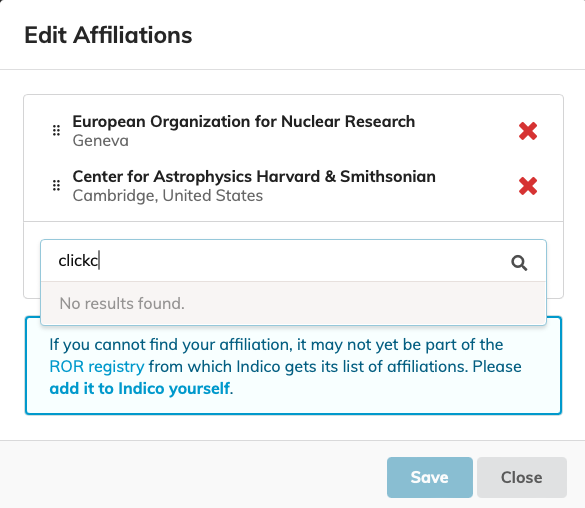 Edit Affiliations
European Organization for Nuclear Research
Geneva
Center for Astrophysics Harvard & Smithsonian
Cambridge, United States
clickc
No results found.
If you cannot find your affiliation, it may not yet be part of the
ROR registry from which Indico gets its list of affiliations. Please
add it to Indico yourself.
Save Close